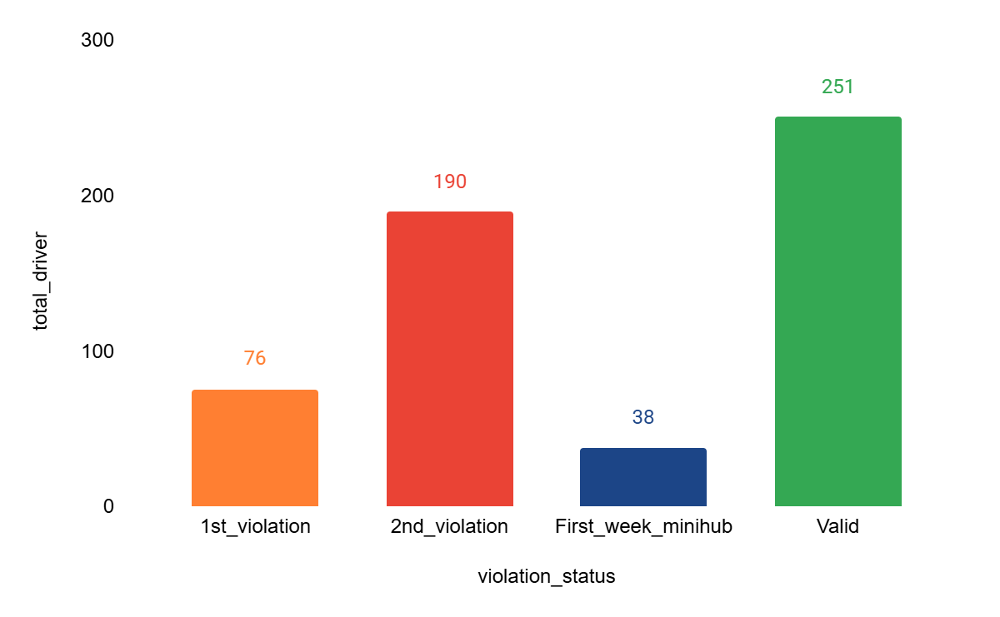 300
251
190
200
total_driver
100
76
38
0
1st_violation 2nd_violation First_week_minihub Valid
violation_status